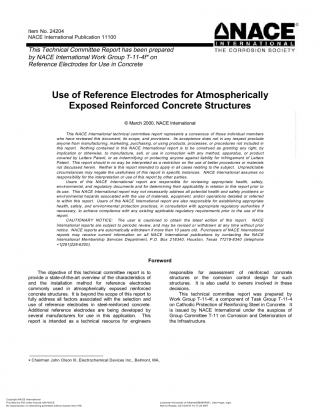 Item No. 24204
NACE International Publication 11100
This Technical Committee Report has been prepared
by NACE International Work Group T-11-4f* on
Reference Electrodes for Use in Concrete
NACE
INTERNATIONAL
THE CORROSION SOCIETY
Use of Reference Electrodes for Atmospherically
Exposed Reinforced Concrete Structures
© March 2000, NACE International
This NACE International technical committee report represents a consensus of those individual members
who have reviewed this document, its scope, and provisions. Its acceptance does not in any respect preclude
anyone from manufacturing, marketing, purchasing, or using products, processes, or procedures not included in
this report. Nothing contained in this NACE International report is to be construed as granting any right, by
implication or otherwise, to manufacture, sell, or use in connection with any method, apparatus, or product
covered by Letters Patent, or as indemnifying or protecting anyone against liability for infringement of Letters
Patent. This report should in no way be interpreted as a restriction on the use of better procedures or materials
not discussed herein. Neither is this report intended to apply in all cases relating to the subject. Unpredictable
circumstances may negate the usefulness of this report in specific instances. NACE International assumes no
responsibility for the interpretation or use of this report by other parties.
Users of this NACE International report are responsible for reviewing appropriate health, safety,
environmental, and regulatory documents and for determining their applicability in relation to this report prior to
its use. This NACE International report may not necessarily address all potential health and safety problems or
environmental hazards associated with the use of materials, equipment, and/or operations detailed or referred
to within this report. Users of this NACE International report are also responsible for establishing appropriate
health, safety, and environmental protection practices, in consultation with appropriate regulatory authorities if
necessary, to achieve compliance with any existing applicable regulatory requirements prior to the use of this
report.
CAUTIONARY NOTICE: The user is cautioned to obtain the latest edition of this report. NACE
International reports are subject to periodic review, and may be revised or withdrawn at any time without prior
notice. NACE reports are automatically withdrawn if more than 10 years old. Purchasers of NACE International
reports may receive current information on all NACE International publications by contacting the NACE
International Membership Services Department, P.O. Box 218340, Houston, Texas 77218-8340 (telephone
+1[281]228-6200).
Foreword
The objective of this technical committee report is to
provide a state-of-the-art overview of the characteristics of
and the installation method for reference electrodes
commonly used in atmospherically exposed reinforced
concrete structures. It is beyond the scope of this report to
fully address all factors associated with the selection and
use of reference electrodes in steel-reinforced concrete.
Additional reference electrodes are being developed by
several manufacturers for use in this application. This
report is intended as a technical resource for engineers
responsible for assessment of reinforced concrete
structures or the corrosion control design for such
structures. It is also useful to owners involved in these
decisions.
This technical committee report was prepared by
Work Group T-11-4f, a component of Task Group T-11-4
on Cathodic Protection of Reinforcing Steel in Concrete. It
is issued by NACE International under the auspices of
Group Committee T-11 on Corrosion and Deterioration of
the Infrastructure.
* Chairman John Olson III, Electrochemical Devices Inc., Belmont, MA.
Copyright NACE International